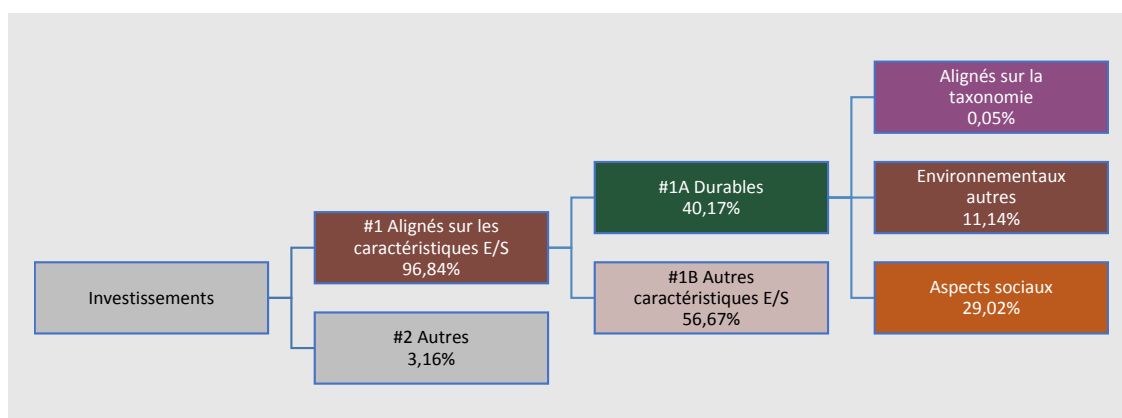 Investissements
#1 Alignés sur les
caractéristiques E/S
96,84%
#2 Autres
3,16%
#1A Durables
40,17%
#1B Autres
caractéristiques E/S
56,67%
Alignés sur la
taxonomie
0,05%
Environnementaux
autres
11,14%
Aspects sociaux
29,02%